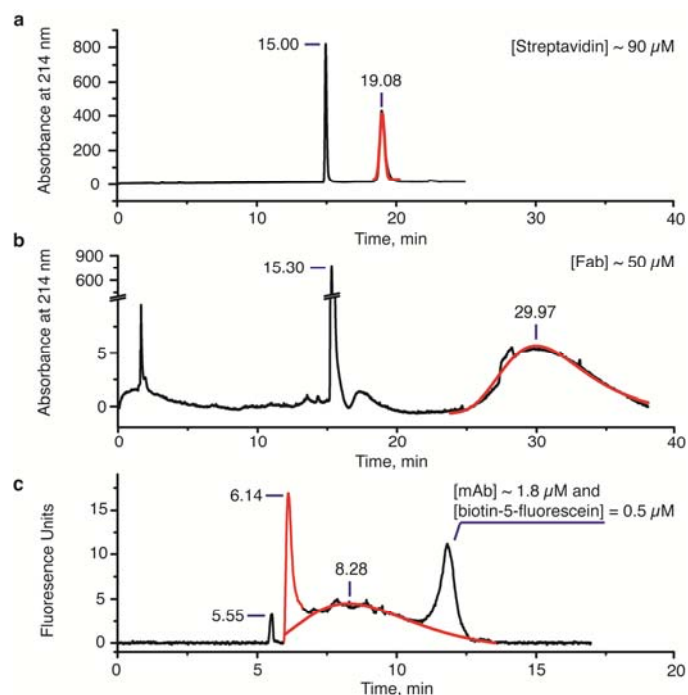 a
[Streptavidin] ~ 90 µM
15.00
19.08
Absorbance at 214 nm
800
600
400
200
0
0
10
20
30
40
Time, min
b
[Fab] ~ 50 µM
15.30
29.97
Absorbance at 214 nm
900
600
5
0
0
10
20
30
40
Time, min
c
[mAb] ~ 1.8 µM and
[biotin-5-fluorescein] = 0.5 µM
6.14
8.28
5.55
Fluoresence Units
15
10
5
0
0
5
10
15
20
Time, min